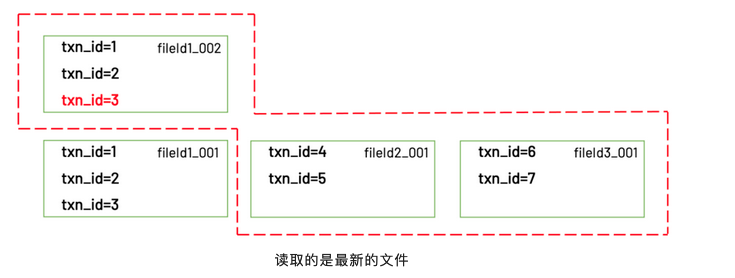 txn_id=1 fileId1_002
txn_id=2
txn_id=3
txn_id=1 fileId1_001
txn_id=2
txn_id=3
txn_id=4 fileId2_001
txn_id=5
txn_id=6 fileId3_001
txn_id=7
读取的是最新的文件